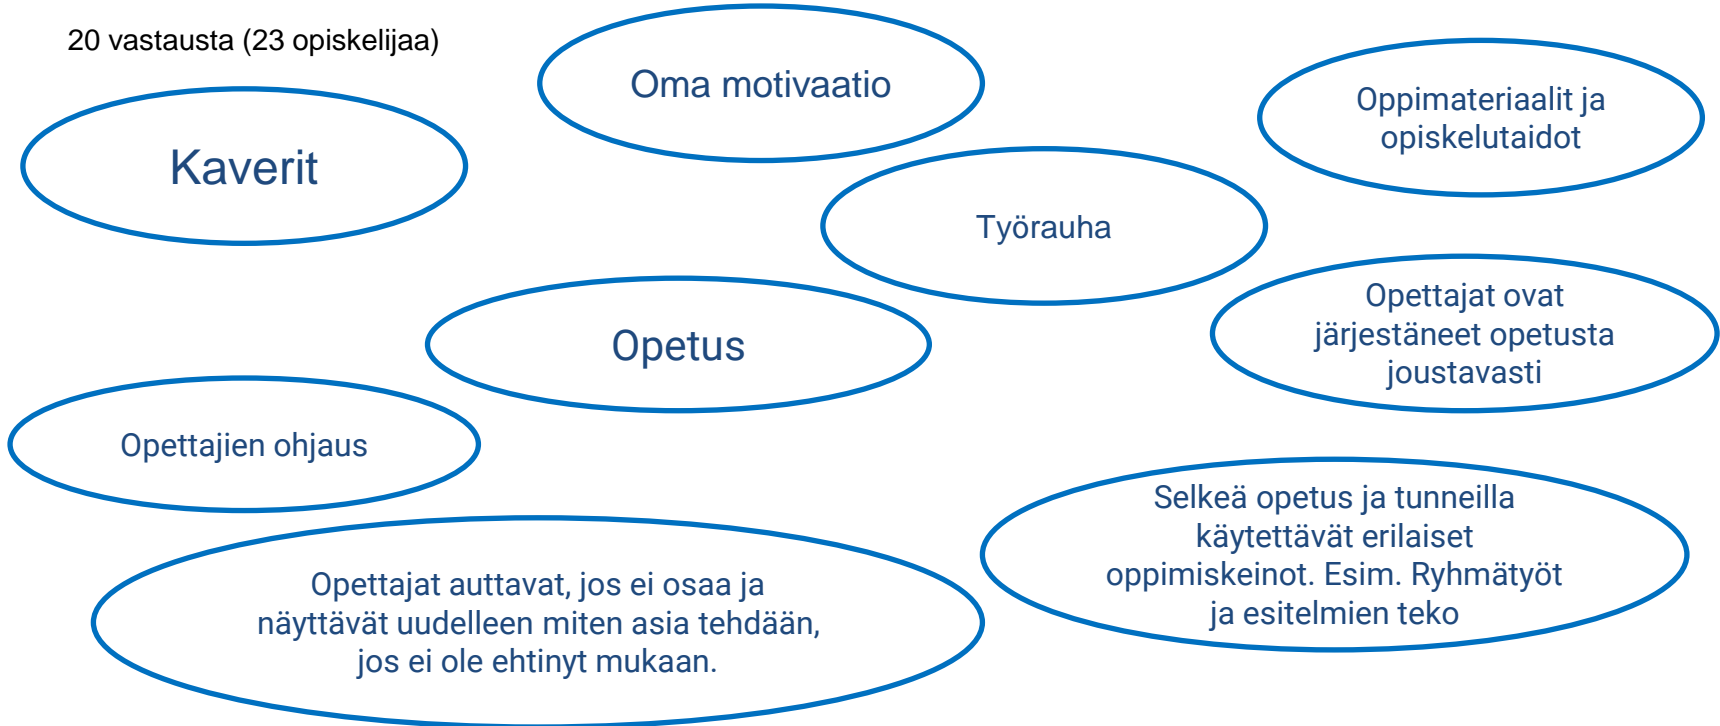 20 vastausta (23 opiskelijaa)
Oma motivaatio
Kaverit
Oppimateriaalit ja
opiskelutaidot
Työrauha
Opetus
Opettajat ovat
järjestäneet opetusta
joustavasti
Opettajien ohjaus
Selkeä opetus ja tunneilla
käytettävät erilaiset
oppimiskeinot. Esim. Ryhmätyöt
ja esitelmien teko
Opettajat auttavat, jos ei osaa ja
näyttävät uudelleen miten asia tehdään,
jos ei ole ehtinyt mukaan.